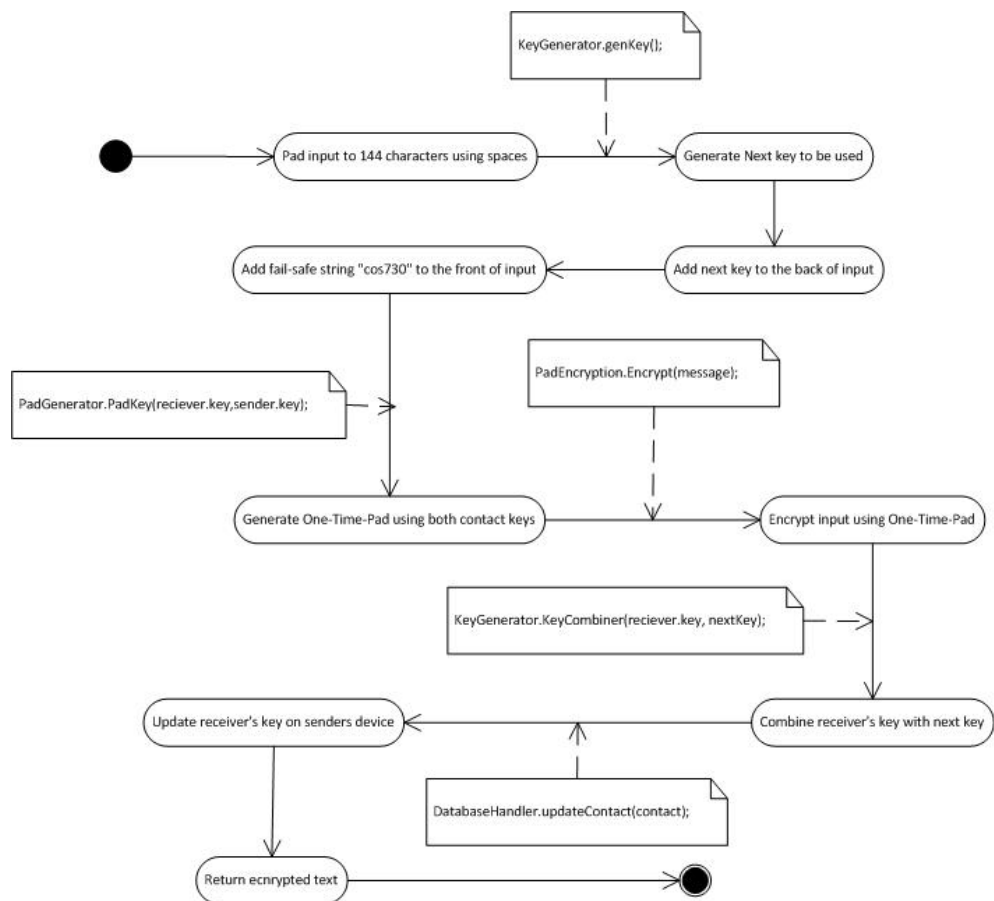 KeyGenerator.genKey();
Pad input to 144 characters using spaces
Generate Next key to be used
Add next key to the back of input
Add fail-safe string "cos730" to the front of input
PadGenerator.PadKey(reciever.key,sender.key);
PadEncryption.Encrypt(message);
Generate One-Time-Pad using both contact keys
Encrypt input using One-Time-Pad
KeyGenerator.KeyCombiner(reciever.key, nextKey);
Combine receiver's key with next key
Update receiver's key on senders device
DatabaseHandler.updateContact(contact);
Return ecnrypted text